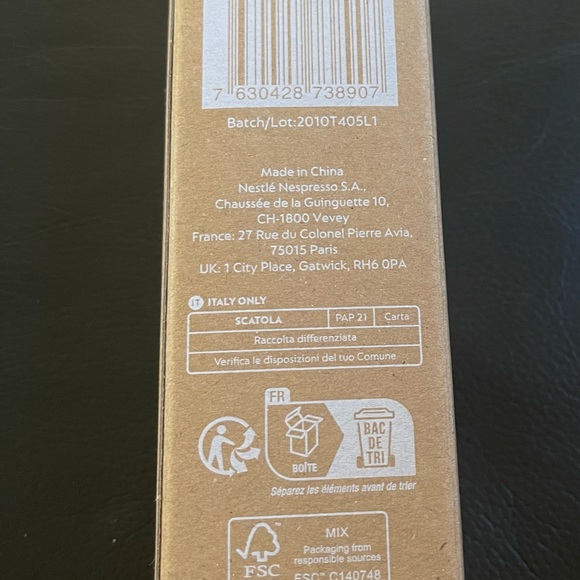 7 630428 738907
Batch/Lot:2010T405L1
Made in China
Nestlé Nespresso S.A.,
Chaussée de la Guinguette 10,
CH-1800 Vevey
France: 27 Rue du Colonel Pierre Avia,
75015 Paris
UK: 1 City Place, Gatwick, RH6 0PA
IT ITALY ONLY
SCATOLA PAP 21 Carta
Raccolta differenziata
Verifica le disposizioni del tuo Comune
FR
BOÎTE
BAC
DE
TRI
Séparez les éléments avant de trier
FSC
MIX
Packaging from
responsible sources
FSC™ C140748